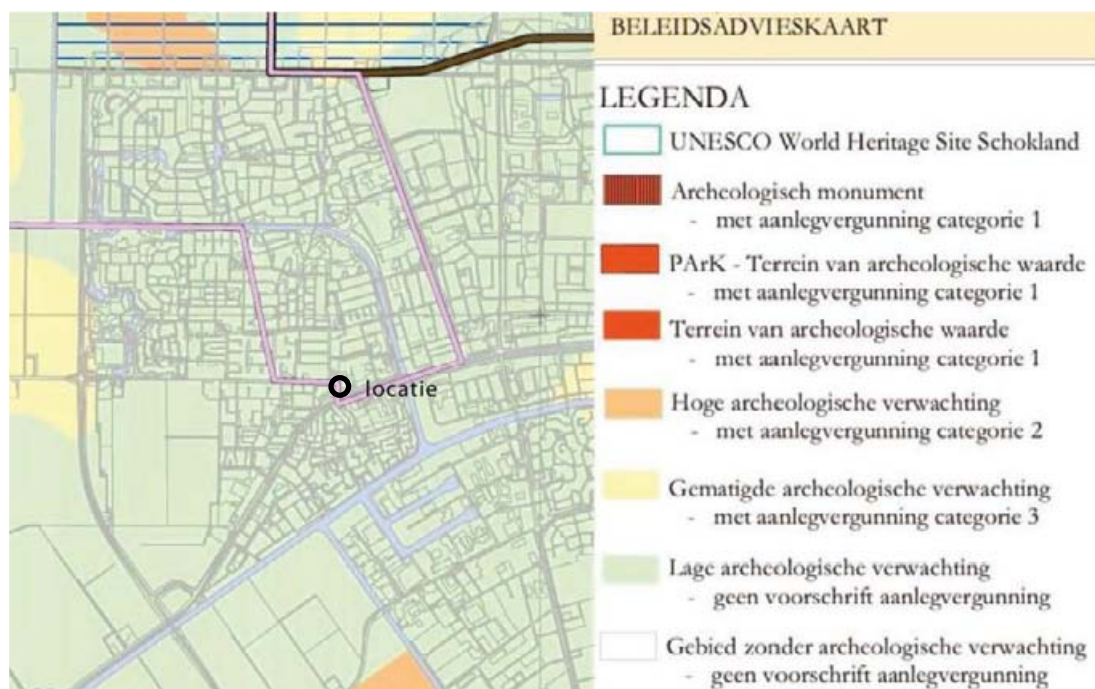 locatie
BELEIDSADVIESKAART
LEGENDA
UNESCO World Heritage Site Schokland
Archeologisch monument
- met aanlegvergunning categorie 1
PArK - Terrein van archeologische waarde
- met aanlegvergunning categorie 1
Terrein van archeologische waarde
- met aanlegvergunning categorie 1
Hoge archeologische verwachting
- met aanlegvergunning categorie 2
Gematigde archeologische verwachting
- met aanlegvergunning categorie 3
Lage archeologische verwachting
- geen voorschrift aanlegvergunning
Gebied zonder archeologische verwachting
- geen voorschrift aanlegvergunning